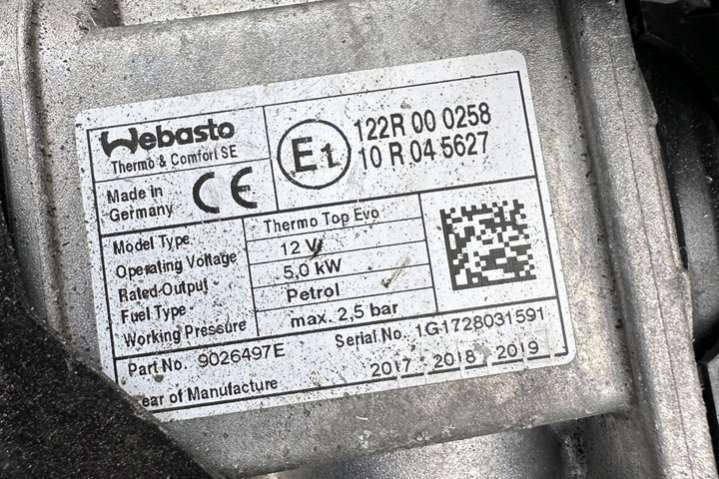 Webasto
Thermo & Comfort SE
Made in
Germany
CE
E1
122R 00 0258
10 R 04 5627
Model Type Thermo Top Evo
Operating Voltage 12 V
Rated Output 5,0 kW
Fuel Type Petrol
Working Pressure max. 2,5 bar
Part No. 9026497E Serial No. 1G1728031591
ear of Manufacture 2017 - 2018 - 2019